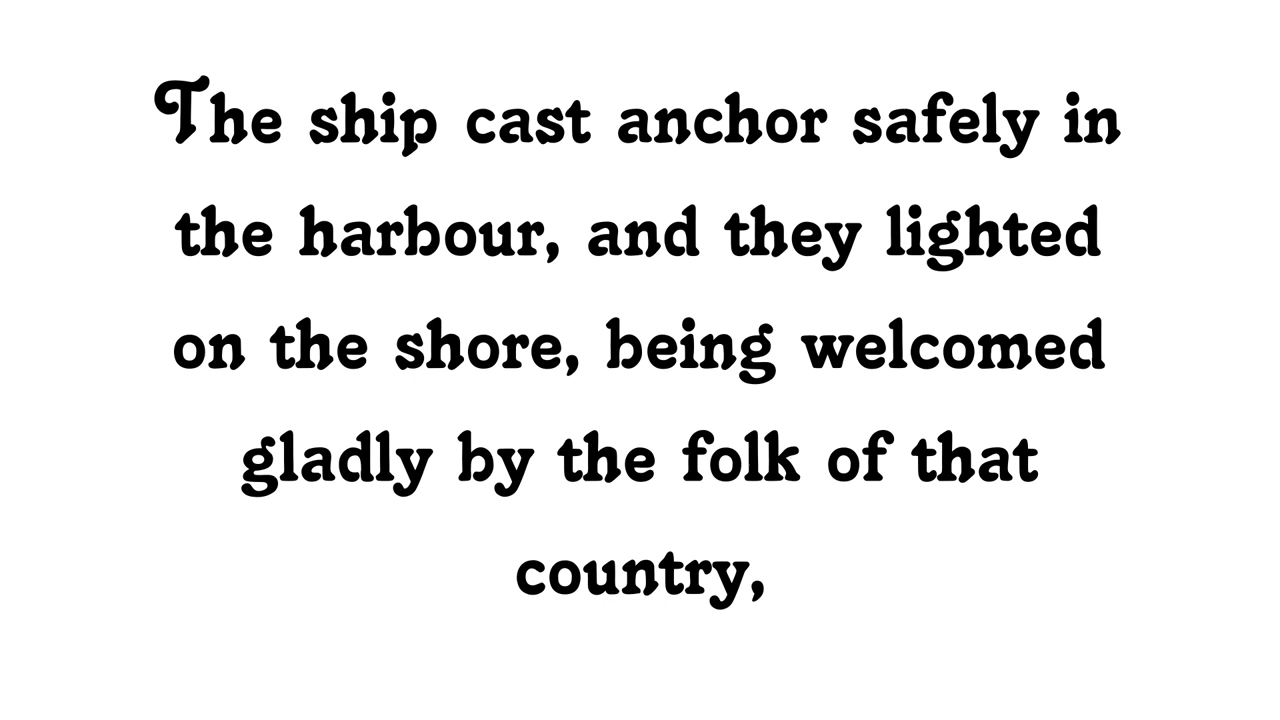 The ship cast anchor safely in
the harbour, and they lighted
on the shore, being welcomed
gladly by the folk of that
country,